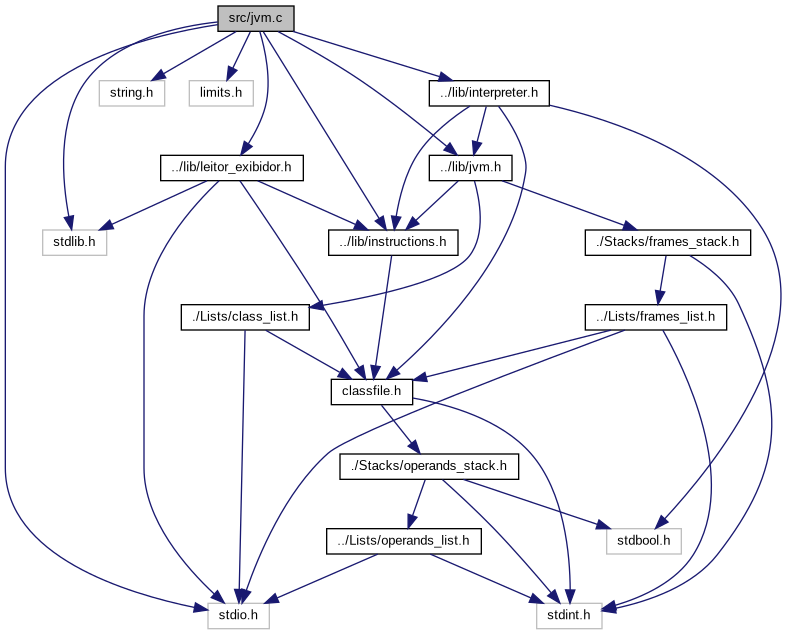 src/jvm.c
string.h
limits.h
../lib/interpreter.h
../lib/leitor_exibidor.h
../lib/jvm.h
stdlib.h
../lib/instructions.h
./Stacks/frames_stack.h
./Lists/class_list.h
../Lists/frames_list.h
classfile.h
./Stacks/operands_stack.h
../Lists/operands_list.h
stdbool.h
stdio.h
stdint.h